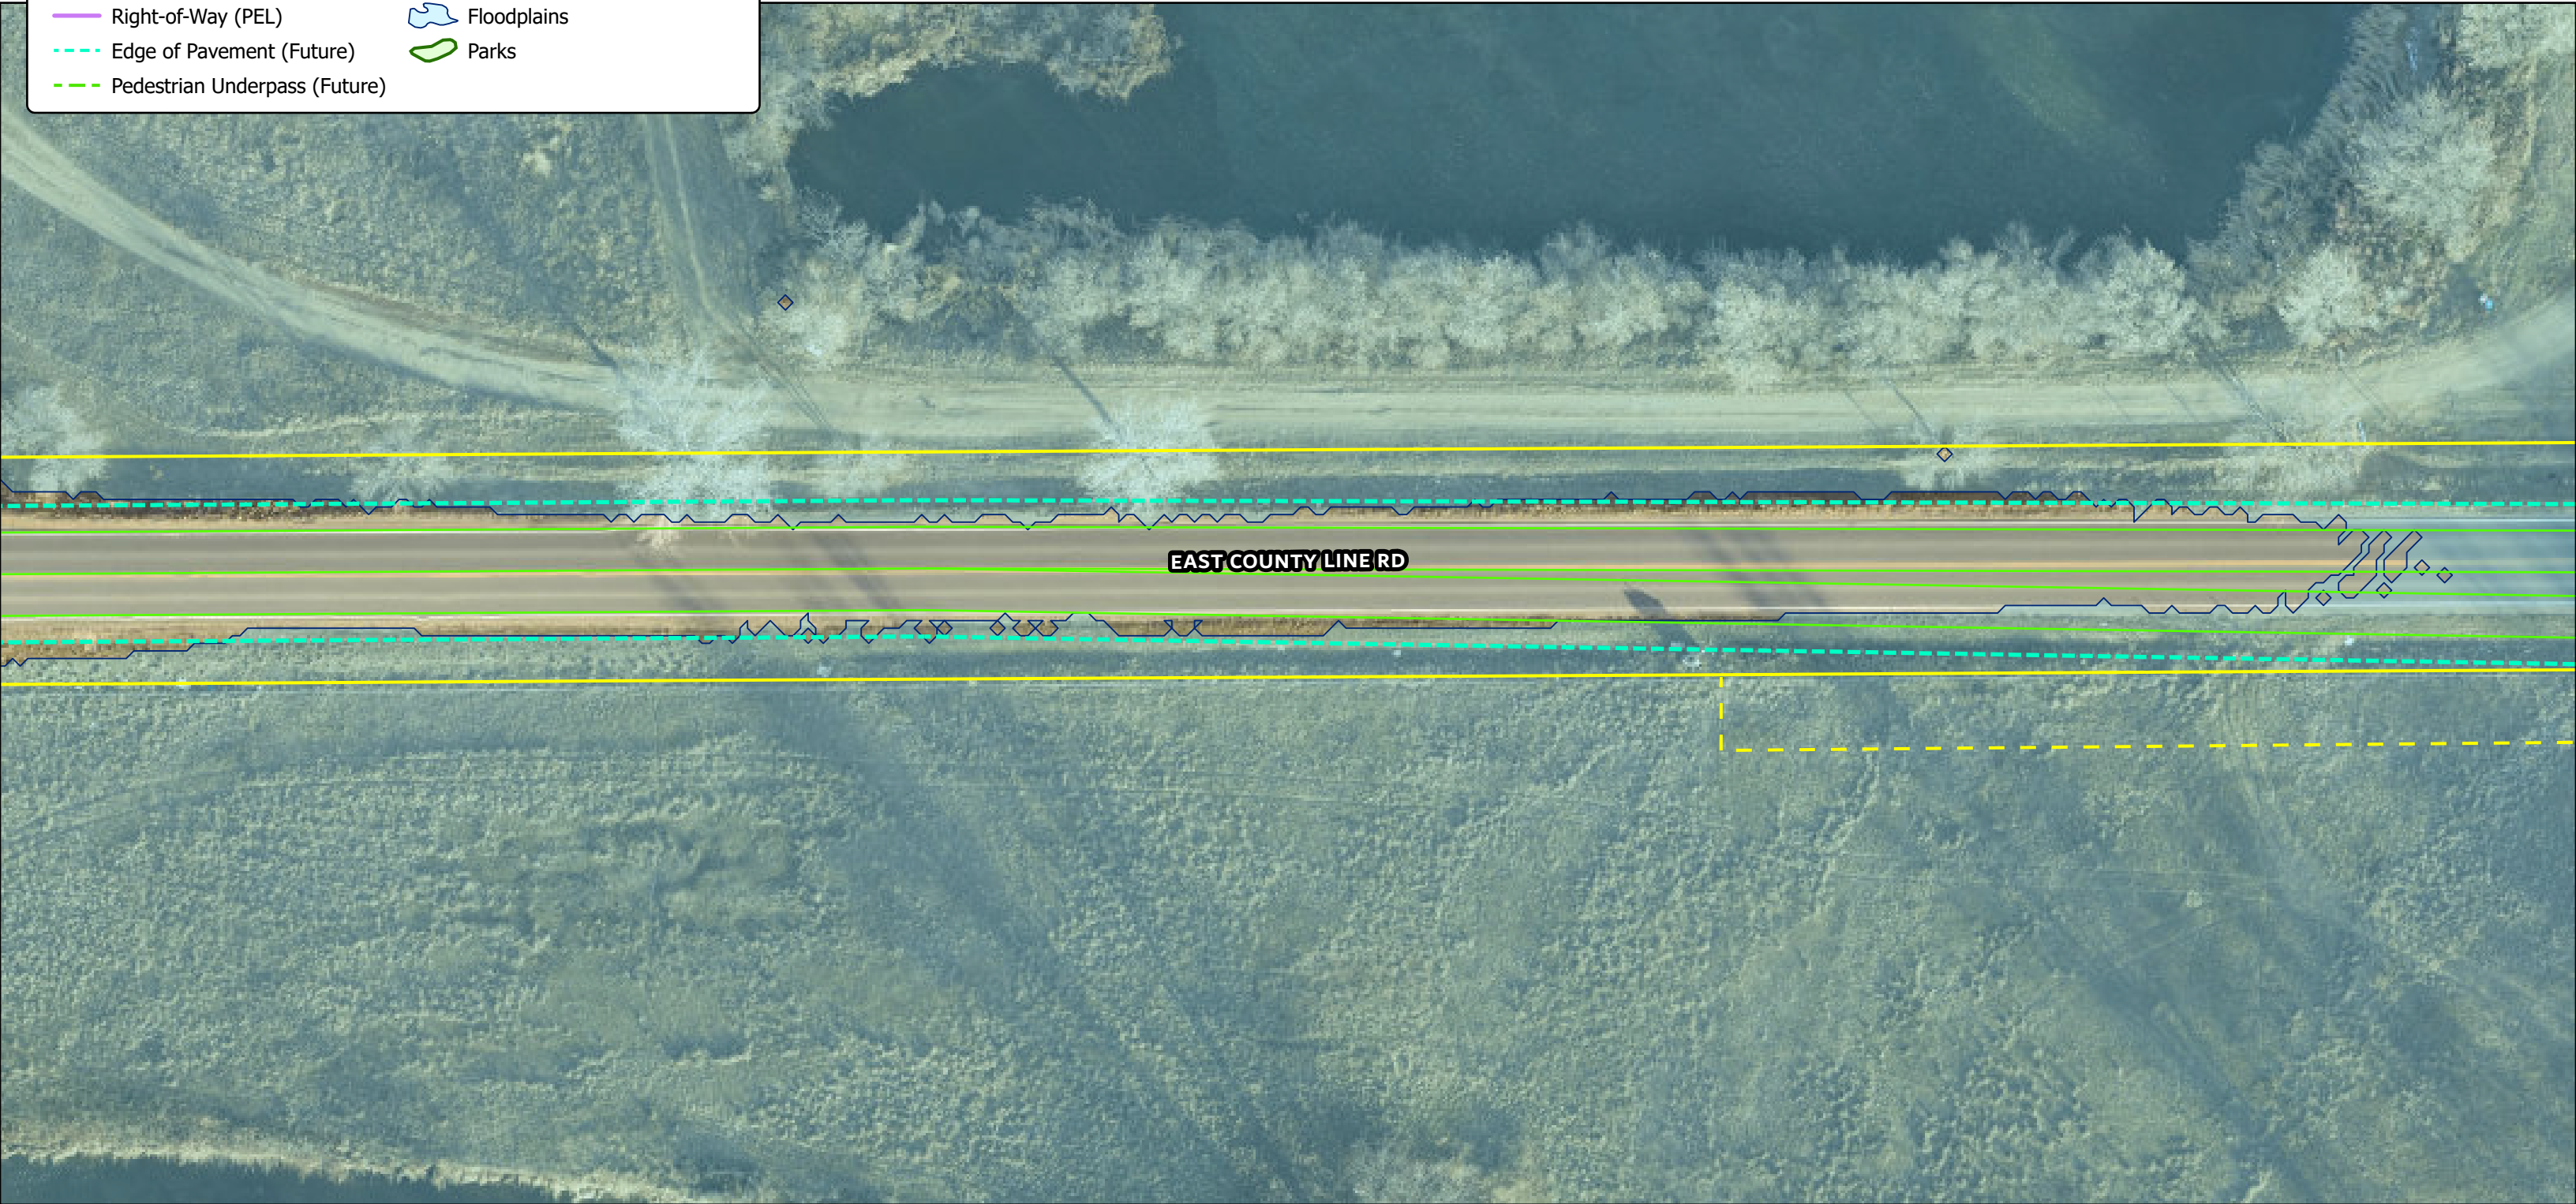 Right-of-Way (PEL)
Edge of Pavement (Future)
Pedestrian Underpass (Future)
Floodplains
Parks
EAST COUNTY LINE RD